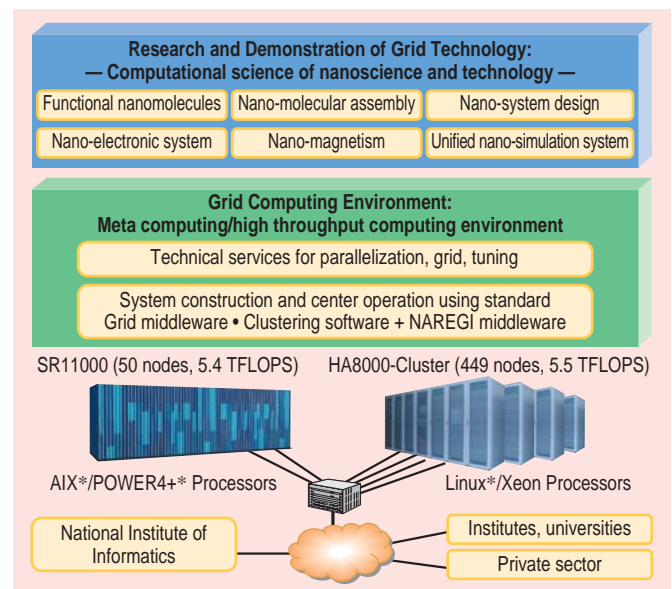 Research and Demonstration of Grid Technology:
— Computational science of nanoscience and technology —
Functional nanomolecules
Nano-molecular assembly
Nano-system design
Nano-electronic system
Nano-magnetism
Unified nano-simulation system
Grid Computing Environment:
Meta computing/high throughput computing environment
Technical services for parallelization, grid, tuning
System construction and center operation using standard
Grid middleware • Clustering software + NAREGI middleware
SR11000 (50 nodes, 5.4 TFLOPS)
HA8000-Cluster (449 nodes, 5.5 TFLOPS)
AIX*/POWER4+* Processors
Linux*/Xeon Processors
National Institute of
Informatics
Institutes, universities
Private sector